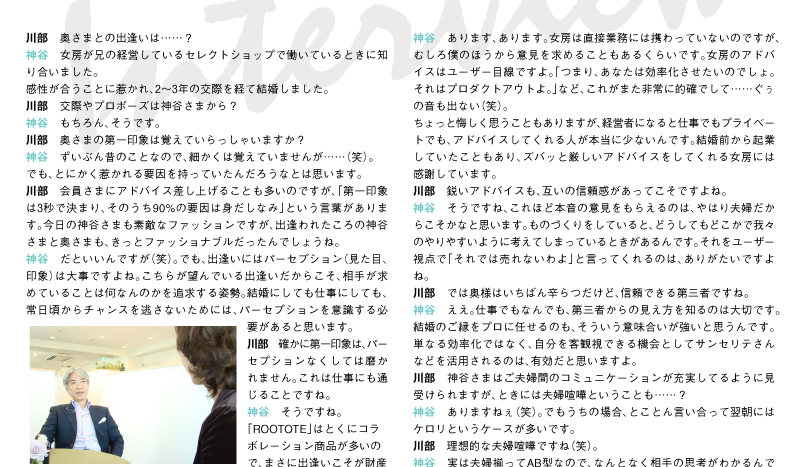 Interview
川部　奥さまとの出逢いは……？
神谷　女房が兄の経営しているセレクトショップで働いているときに知
り合いました。
感性が合うことに惹かれ、2〜3年の交際を経て結婚しました。
川部　交際やプロポーズは神谷さまから？
神谷　もちろん、そうです。
川部　奥さまの第一印象は覚えていらっしゃいますか？
神谷　ずいぶん昔のことなので、細かくは覚えていませんが……（笑）。
でも、とにかく惹かれる要因を持っていたんだろうなとは思います。
川部　会員さまにアドバイス差し上げることも多いのですが、「第一印象
は3秒で決まり、そのうち90%の要因は身だしなみ」という言葉がありま
す。今日の神谷さまも素敵なファッションですが、出逢われたころの神谷
さまと奥さまも、きっとファッショナブルだったんでしょうね。
神谷　だといいんですが（笑）。でも、出逢いにはパーセプション（見た目、
印象）は大事ですよね。こちらが望んでいる出逢いだからこそ、相手が求
めていることは何なんのかを追求する姿勢。結婚にしても仕事にしても、
常日頃からチャンスを逃さないためには、パーセプションを意識する必
要があると思います。
川部　確かに第一印象は、パー
セプションなくしては磨か
れません。これは仕事にも通
じることですね。
神谷　そうですね。
「ROOTOTE」はとくにコラ
ボレーション商品が多いの
で、まさに出逢いこそが財産
神谷　あります、あります。女房は直接業務には携わっていないのですが、
むしろ僕のほうから意見を求めることもあるくらいです。女房のアドバ
イスはユーザー目線ですよ。「つまり、あなたは効率化させたいのでしょ。
それはプロダクトアウトよ。」など、これがまた非常に的確でして……ぐぅ
の音も出ない（笑）。
ちょっと悔しく思うこともありますが、経営者になると仕事でもプライベー
トでも、アドバイスしてくれる人が本当に少ないんです。結婚前から起業
していたこともあり、ズバッと厳しいアドバイスをしてくれる女房には
感謝しています。
川部　鋭いアドバイスも、互いの信頼感があってこそですよね。
神谷　そうですね、これほど本音の意見をもらえるのは、やはり夫婦だか
らこそかなと思います。ものづくりをしていると、どうしてもどこかで我々
のやりやすいように考えてしまっているときがあるんです。それをユーザー
視点で「それでは売れないわよ」と言ってくれるのは、ありがたいですよ
ね。
川部　では奥様はいちばん辛らつだけど、信頼できる第三者ですね。
神谷　ええ。仕事でもなんでも、第三者からの見え方を知るのは大切です。
結婚のご縁をプロに任せるのも、そういう意味合いが強いと思うんです。
単なる効率化ではなく、自分を客観視できる機会としてサンセリテさん
などを活用されるのは、有効だと思いますよ。
川部　神谷さまはご夫婦間のコミュニケーションが充実してるように見
受けられますが、ときには夫婦喧嘩ということも……？
神谷　ありますねぇ（笑）。でもうちの場合、とことん言い合って翌朝には
ケロリというケースが多いです。
川部　理想的な夫婦喧嘩ですね（笑）。
神谷　実は夫婦揃ってAB型なので、なんとなく相手の思考がわかるんで